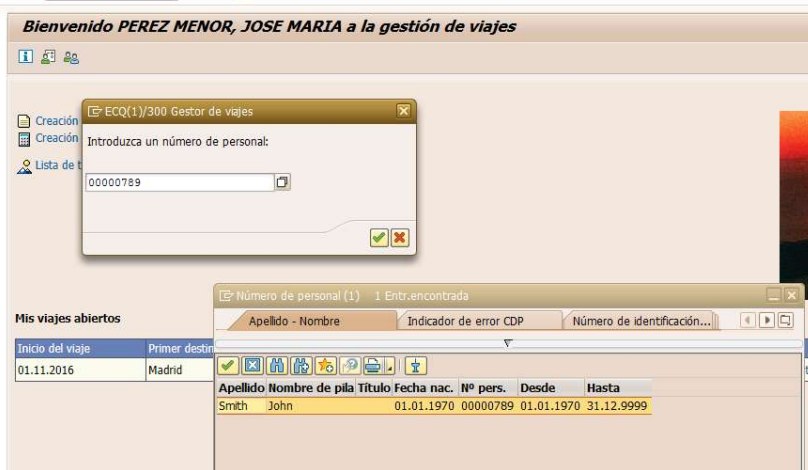 Bienvenido PEREZ MENOR, JOSE MARIA a la gestión de viajes
ECQ(1)/300 Gestor de viajes
Creación
Creación
Introduzca un número de personal:
Lista de t
00000789
Número de personal (1) 1 Entr.encontrada
Mis viajes abiertos
Apellido - Nombre Indicador de error CDP Número de identificación...
Inicio del viaje Primer destin
01.11.2016 Madrid
Apellido Nombre de pila Título Fecha nac. Nº pers. Desde Hasta
Smith John 01.01.1970 00000789 01.01.1970 31.12.9999